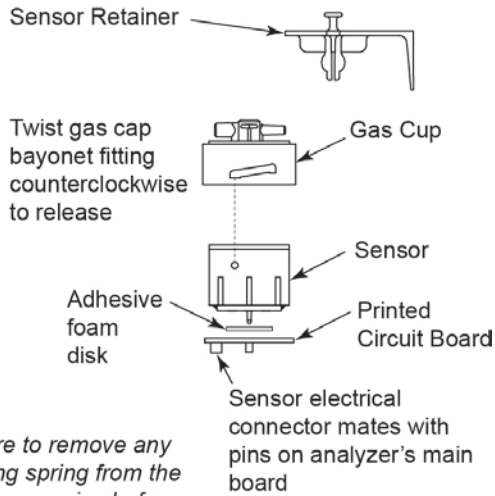 Sensor Retainer
Twist gas cap
bayonet fitting
counterclockwise
to release
Gas Cup
Sensor
Adhesive
foam
disk
Printed
Circuit Board
Sensor electrical
connector mates with
pins on analyzer's main
board
re to remove any
ng spring from the